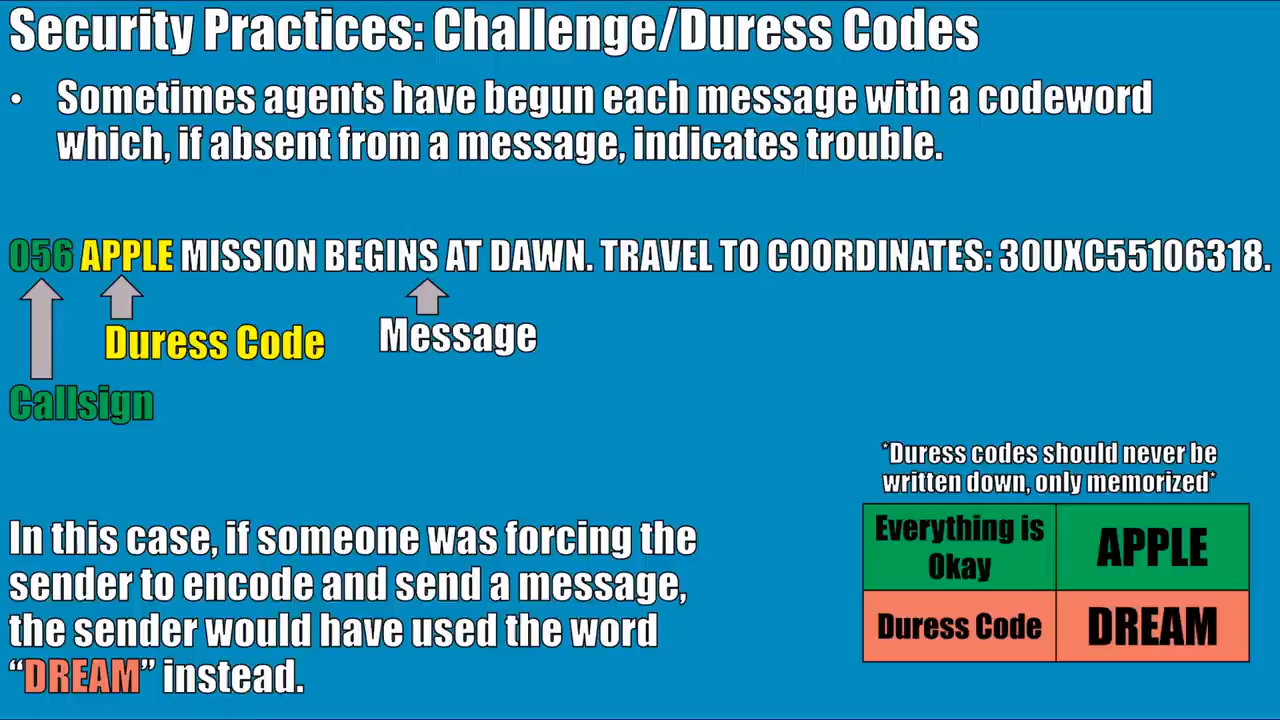 Security Practices: Challenge/Duress Codes
• Sometimes agents have begun each message with a codeword
which, if absent from a message, indicates trouble.
056 APPLE MISSION BEGINS AT DAWN. TRAVEL TO COORDINATES: 30UXC55106318.
Duress Code
Message
Callsign
*Duress codes should never be
written down, only memorized*
Everything is
Okay
APPLE
Duress Code
DREAM
In this case, if someone was forcing the
sender to encode and send a message,
the sender would have used the word
“DREAM” instead.